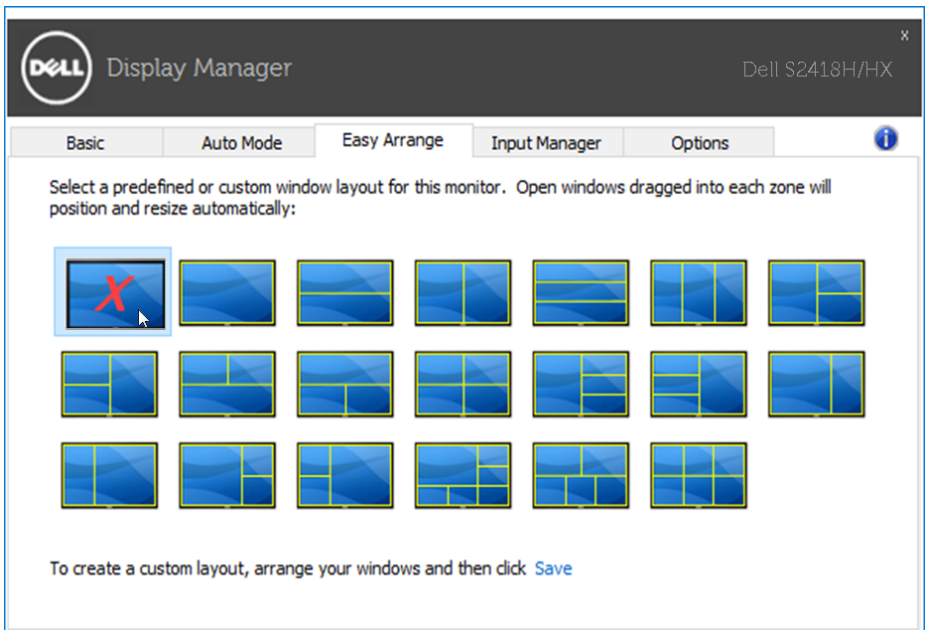 x
DELL
Display Manager
Dell S2418H/HX
Basic
Auto Mode
Easy Arrange
Input Manager
Options
i
Select a predefined or custom window layout for this monitor. Open windows dragged into each zone will
position and resize automatically:
X
To create a custom layout, arrange your windows and then click Save